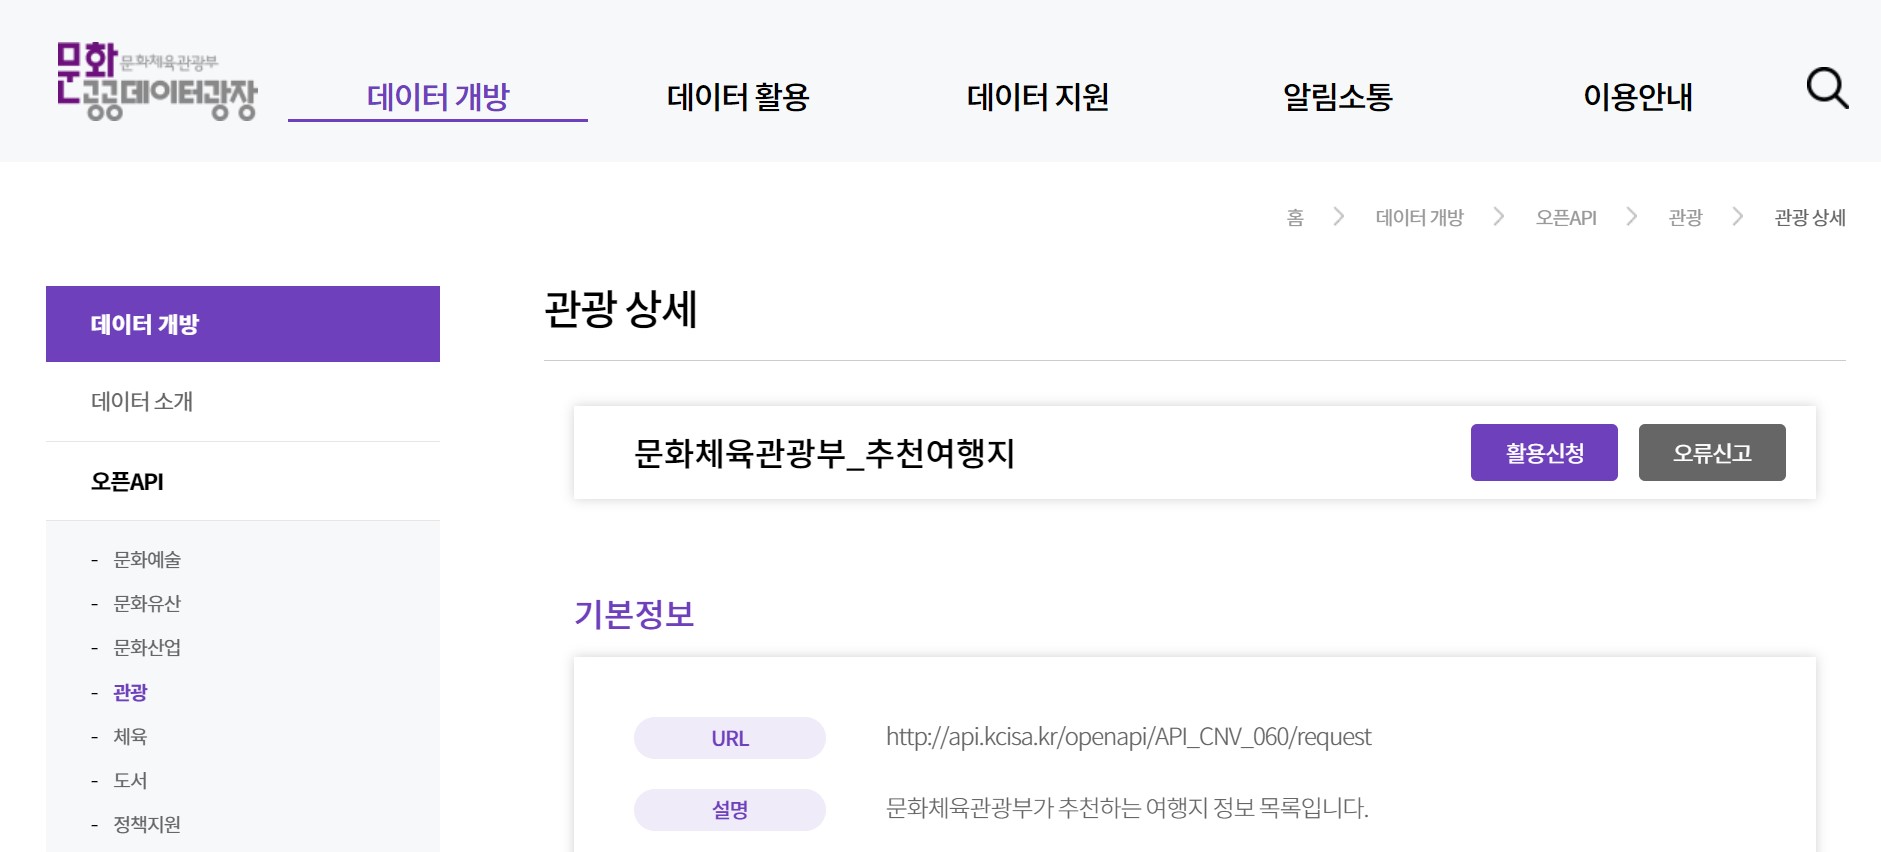 문화 문화체육관광부
공공데이터광장
데이터 개방 데이터 활용 데이터 지원 알림소통 이용안내
홈 > 데이터 개방 > 오픈API > 관광 > 관광 상세
데이터 개방
데이터 소개
오픈API
- 문화예술
- 문화유산
- 문화산업
- 관광
- 체육
- 도서
- 정책지원
관광 상세
문화체육관광부_추천여행지 활용신청 오류신고
기본정보
URL http://api.kcisa.kr/openapi/API_CNV_060/request
설명 문화체육관광부가 추천하는 여행지 정보 목록입니다.